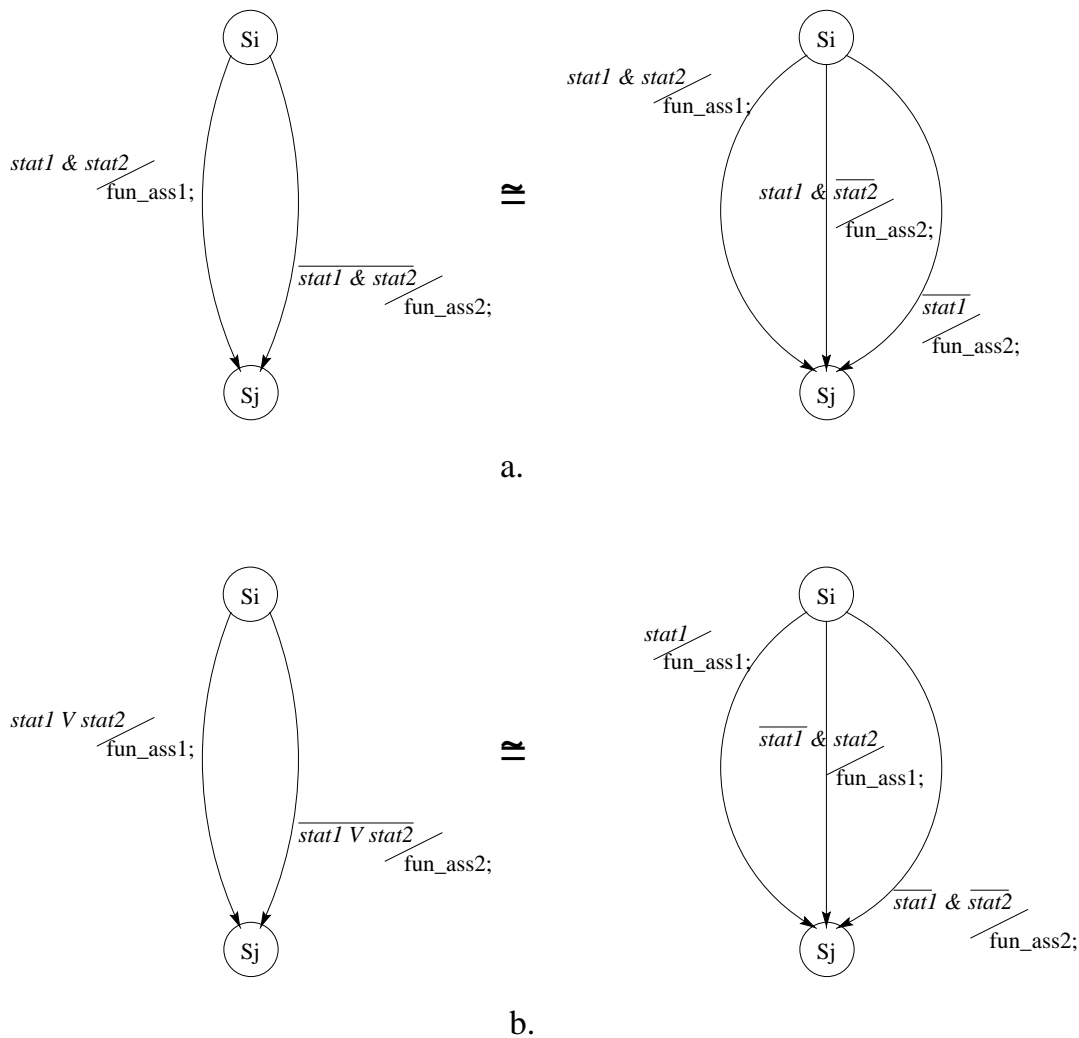 Si
stat1 & stat2
fun_ass1;
stat1 & stat2
fun_ass2;
Sj
≅
Si
stat1 & stat2
fun_ass1;
stat1 & stat2
fun_ass2;
stat1
fun_ass2;
Sj
a.
Si
stat1 V stat2
fun_ass1;
stat1 V stat2
fun_ass2;
Sj
≅
Si
stat1
fun_ass1;
stat1 & stat2
fun_ass1;
stat1 & stat2
fun_ass2;
Sj
b.